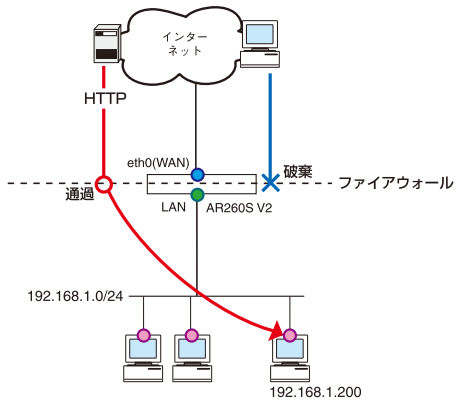 インター
ネット
HTTP
eth0(WAN)
破棄
ファイアウォール
通過
LAN
AR260S V2
192.168.1.0/24
192.168.1.200